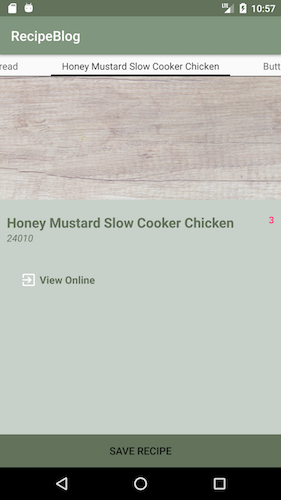 10:57
RecipeBlog
read Honey Mustard Slow Cooker Chicken Butt
Honey Mustard Slow Cooker Chicken 3
24010
View Online
SAVE RECIPE